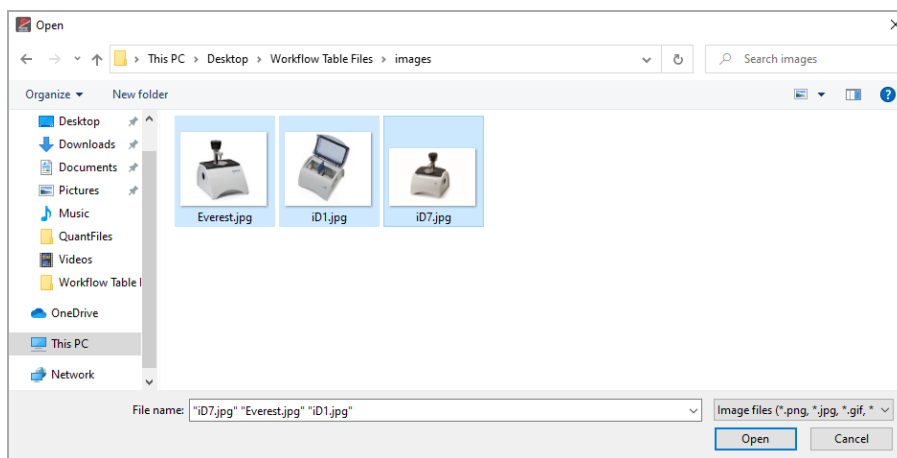 Open
This PC > Desktop > Workflow Table Files > images
Search images
Organize
New folder
Desktop
Downloads
Documents
Pictures
Music
QuantFiles
Videos
Workflow Table
OneDrive
This PC
Network
Everest.jpg
iD1.jpg
iD7.jpg
File name: "iD7.jpg" "Everest.jpg" "iD1.jpg"
Image files (*.png, *.jpg, *.gif, *
Open
Cancel